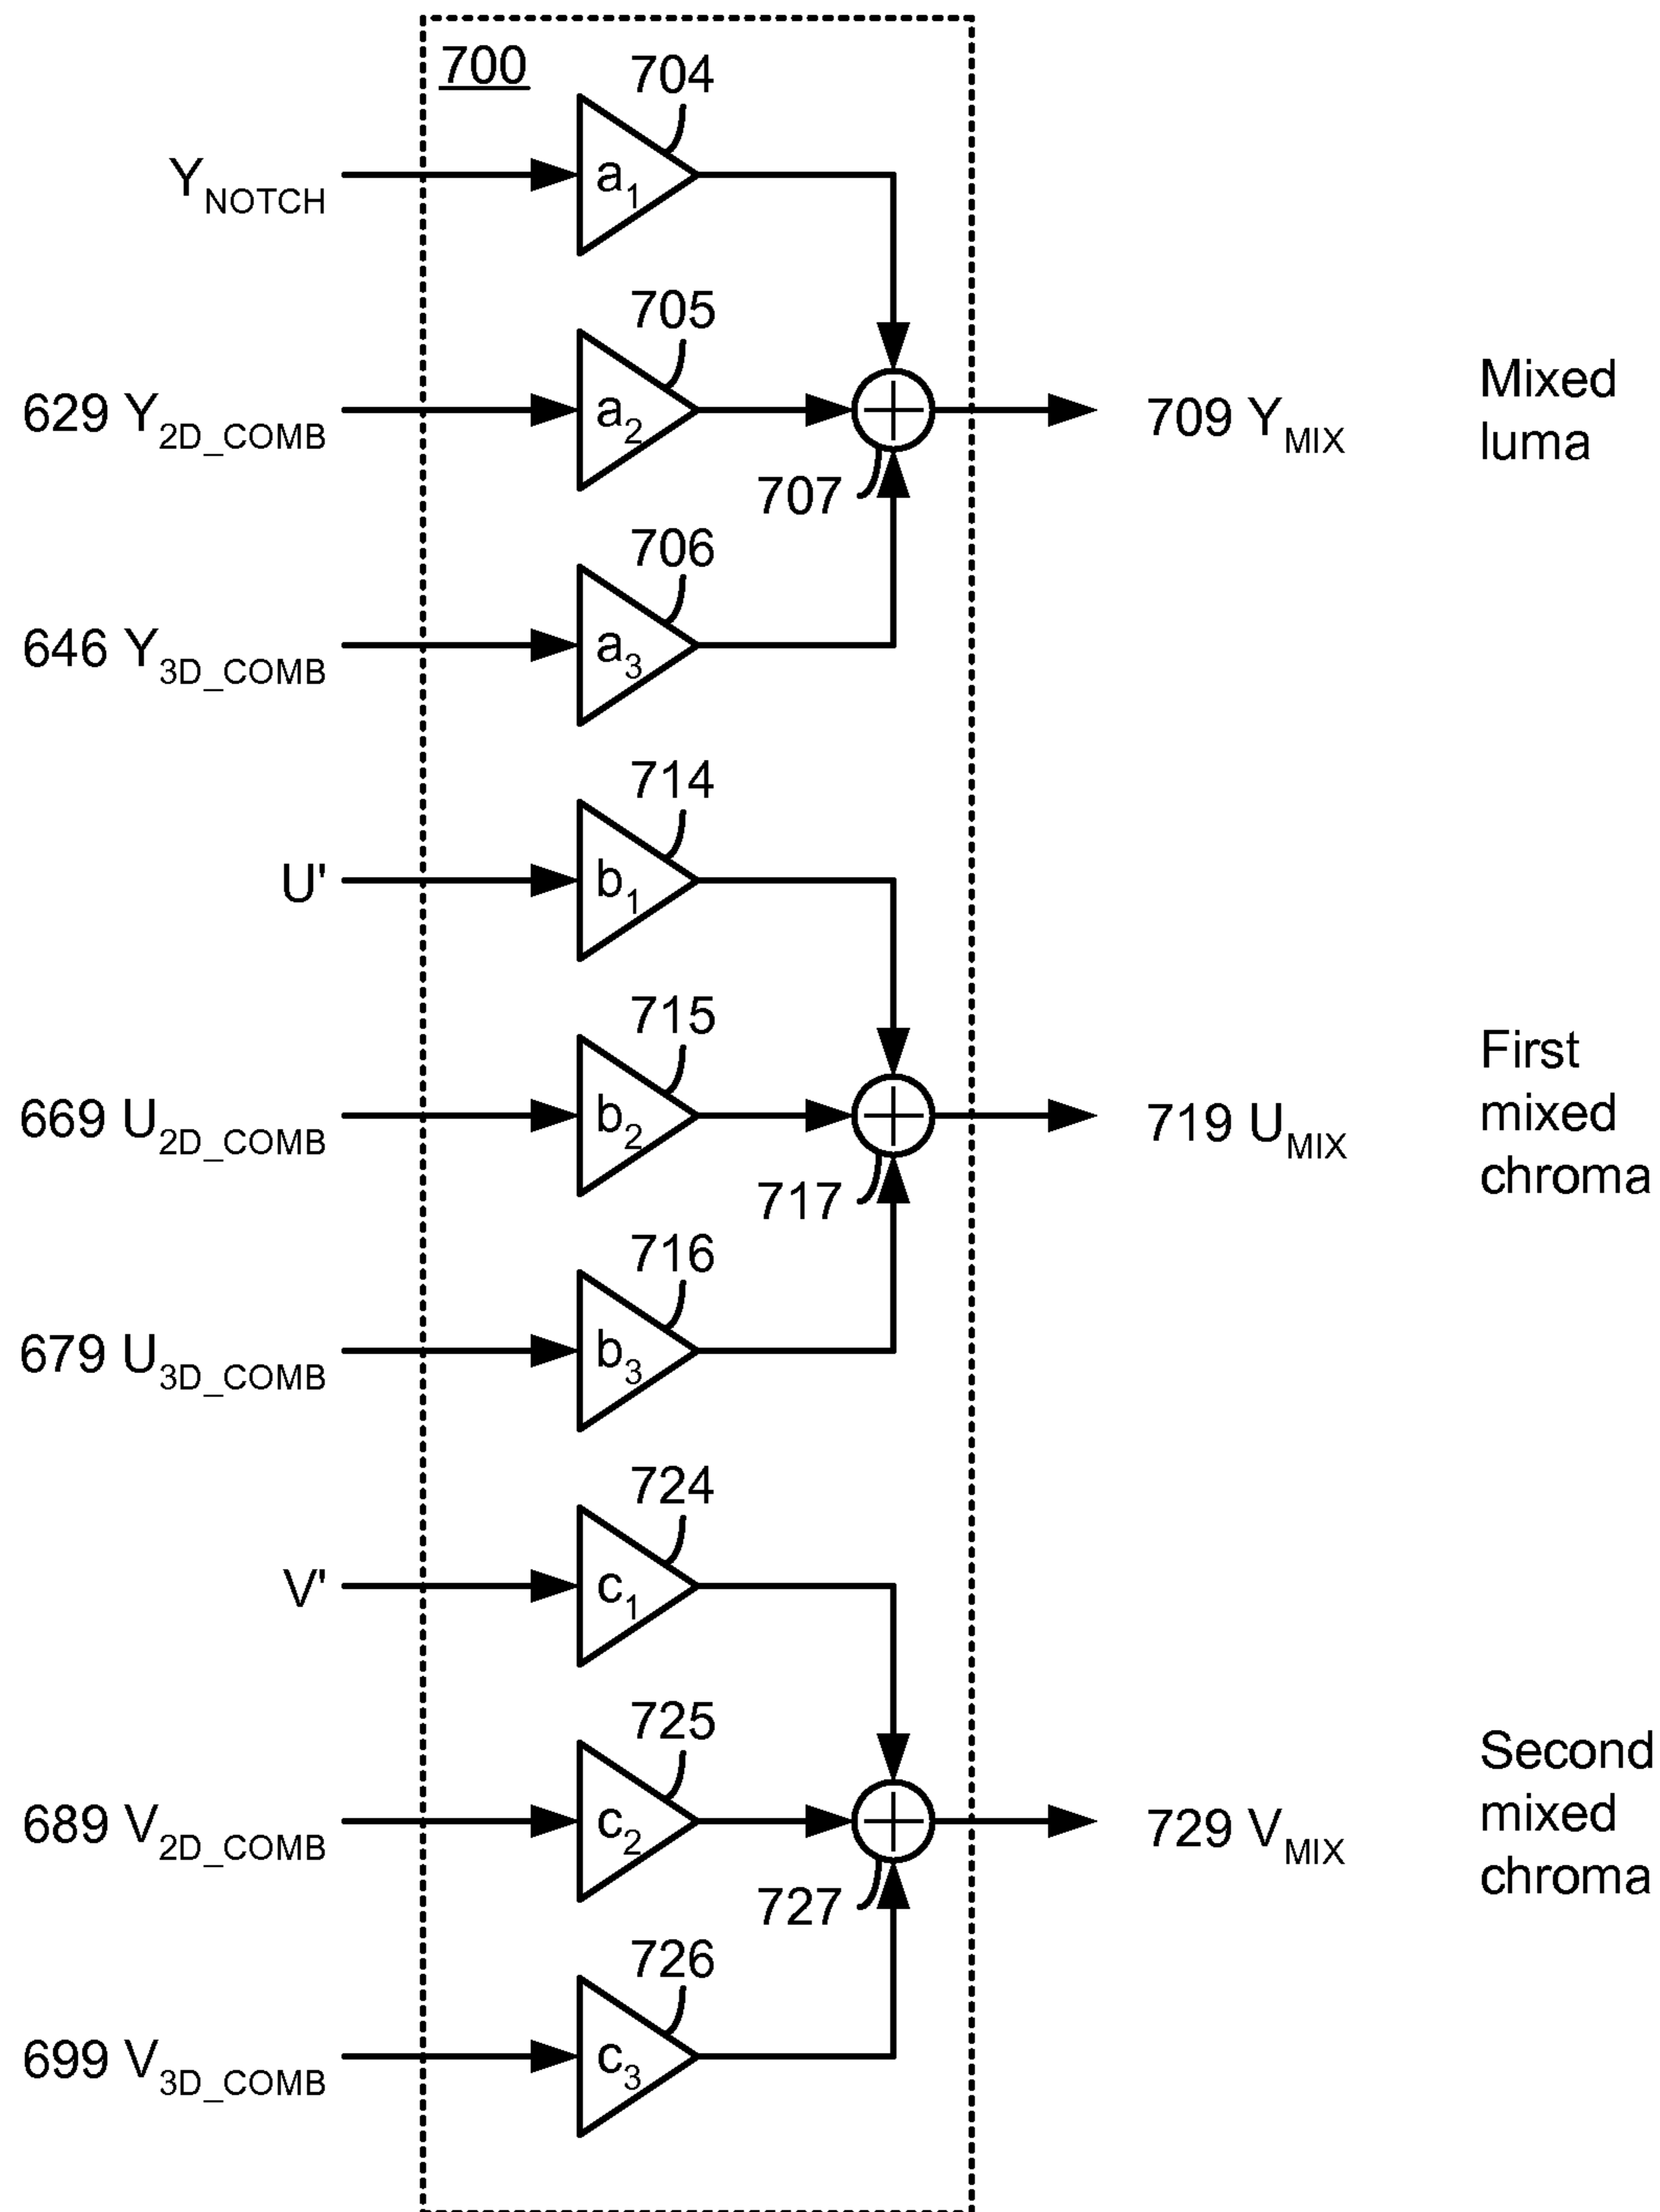 700
704
Y NOTCH
a1
705
629 Y2D_COMB
a2
709 YMIX
Mixed
luma
707
706
646 Y3D_COMB
a3
714
U'
b1
715
669 U2D_COMB
b2
719 UMIX
First
mixed
chroma
717
716
679 U3D_COMB
b3
724
V'
c1
725
689 V2D_COMB
c2
729 VMIX
Second
mixed
chroma
727
726
699 V3D_COMB
c3